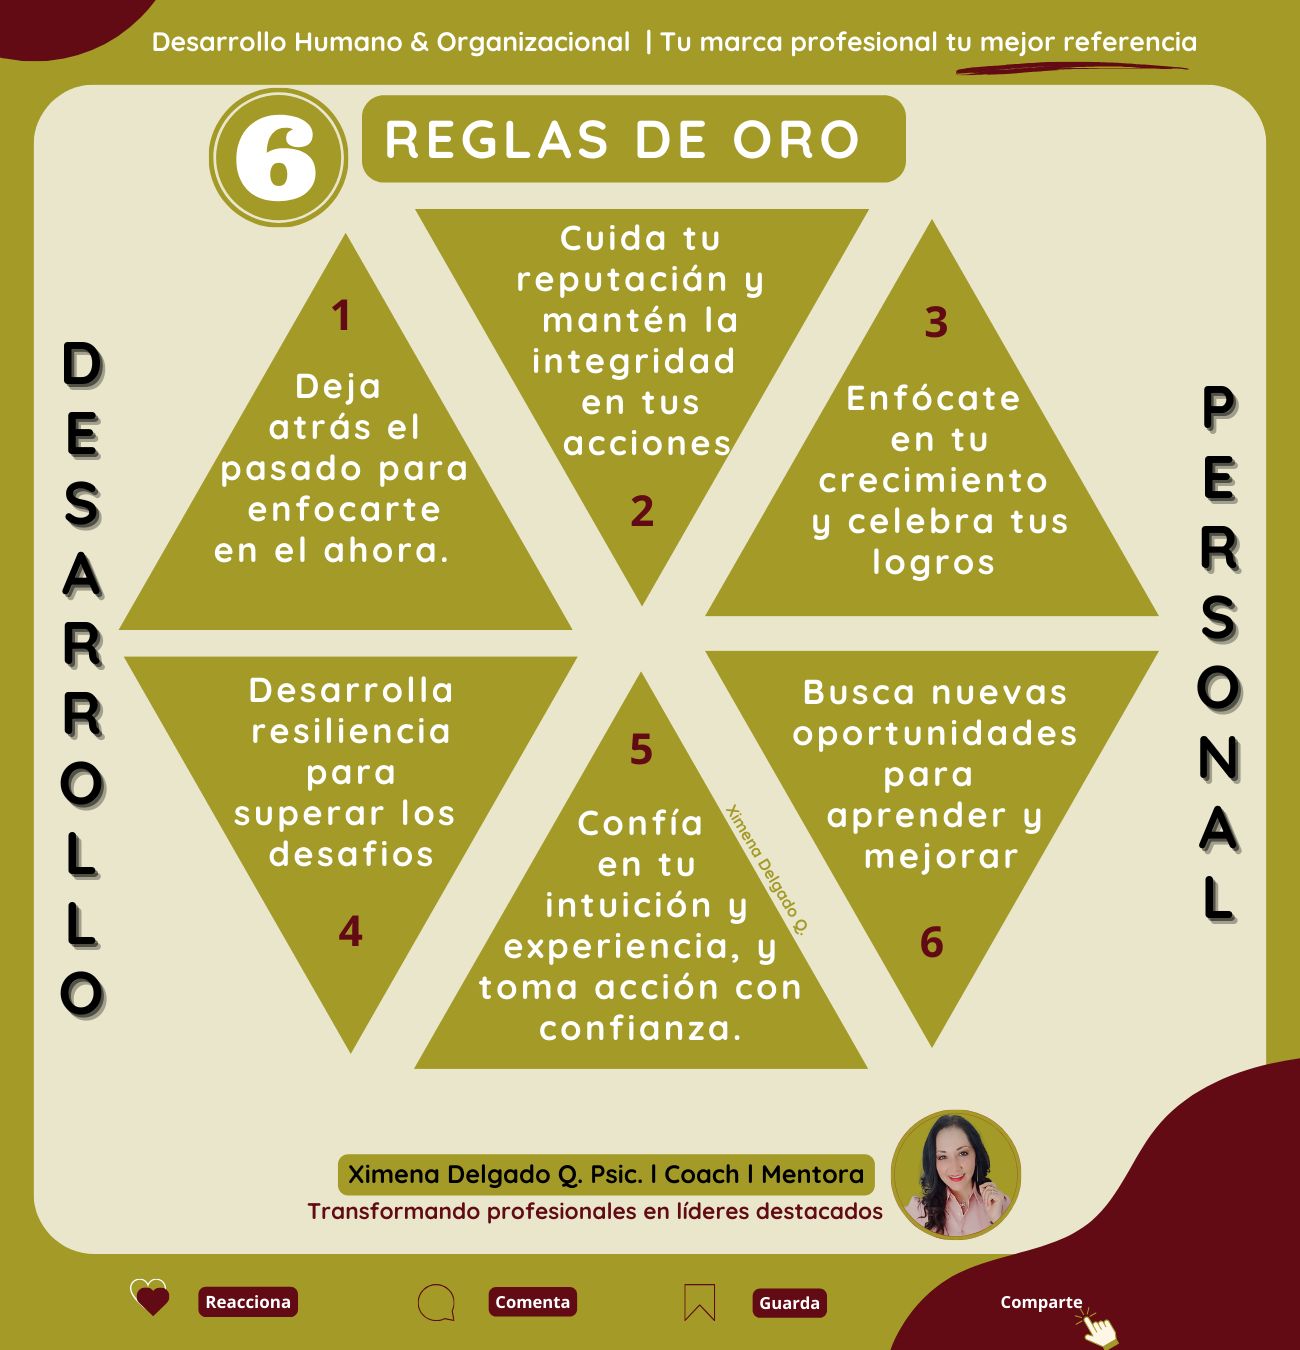 Desarrollo Humano & Organizacional | Tu marca profesional tu mejor referencia
6
REGLAS DE ORO
DESARROLLO
PERSONAL
1
Deja
atrás el
pasado para
enfocarte
en el ahora.
Cuida tu
reputacián y
mantén la
integridad
en tus
acciones
2
3
Enfócate
en tu
crecimiento
y celebra tus
logros
Desarrolla
resiliencia
para
superar los
desafios
4
5
Confía
en tu
intuición y
experiencia, y
toma acción con
confianza.
Ximena Delgado Q.
Busca nuevas
oportunidades
para
aprender y
mejorar
6
Ximena Delgado Q. Psic. l Coach l Mentora
Transformando profesionales en líderes destacados
Reacciona
Comenta
Guarda
Comparte